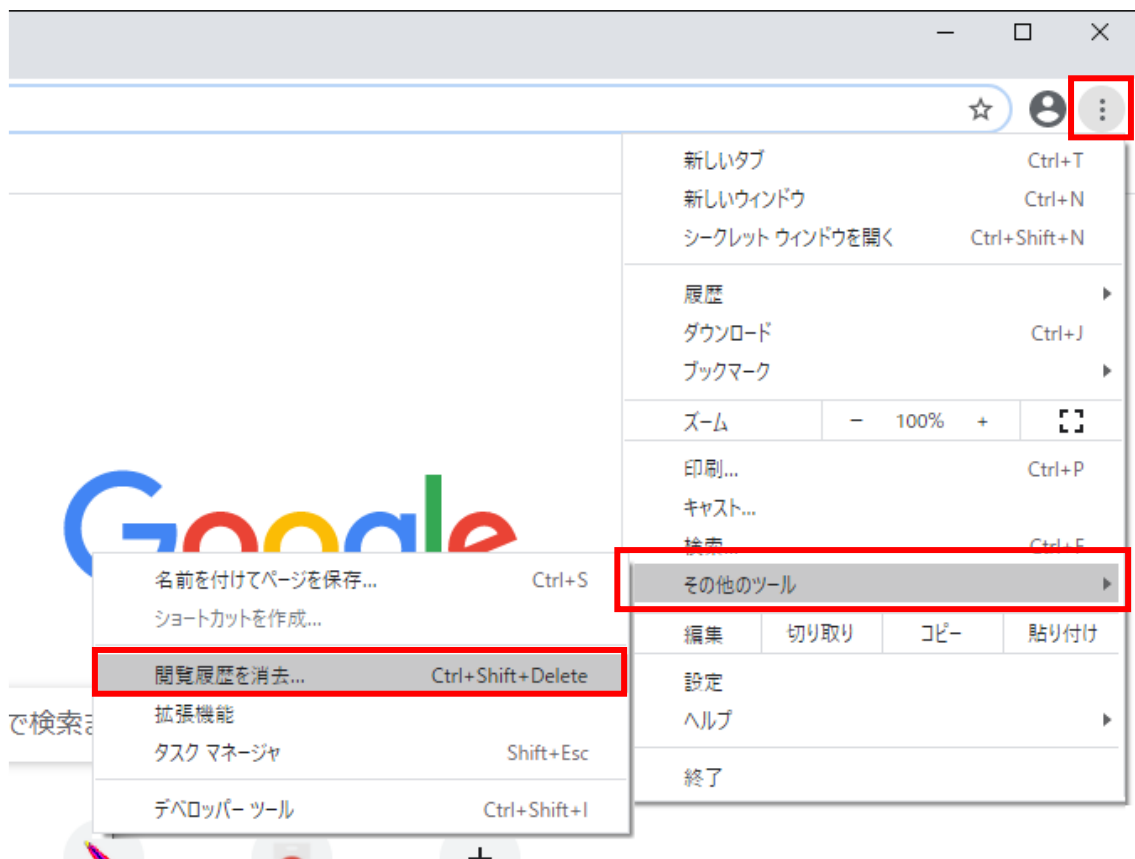 新しいタブ Ctrl+T
新しいウィンドウ Ctrl+N
シークレット ウィンドウを開く Ctrl+Shift+N
履歴
ダウンロード Ctrl+J
ブックマーク
ズーム − 100% +
印刷... Ctrl+P
キャスト...
検索... Ctrl+F
その他のツール
編集 切り取り コピー 貼り付け
設定
ヘルプ
終了
Google
名前を付けてページを保存... Ctrl+S
ショートカットを作成...
閲覧履歴を消去... Ctrl+Shift+Delete
拡張機能
タスク マネージャ Shift+Esc
デベロッパー ツール Ctrl+Shift+I
で検索